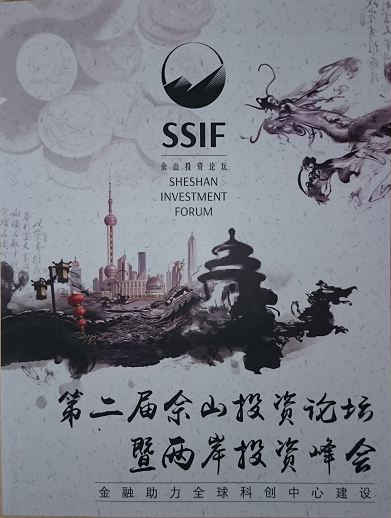 SSIF
佘山投资论坛
SHESHAN
INVESTMENT
FORUM
第二届佘山投资论坛
暨两岸投资峰会
金融助力全球科创中心建设